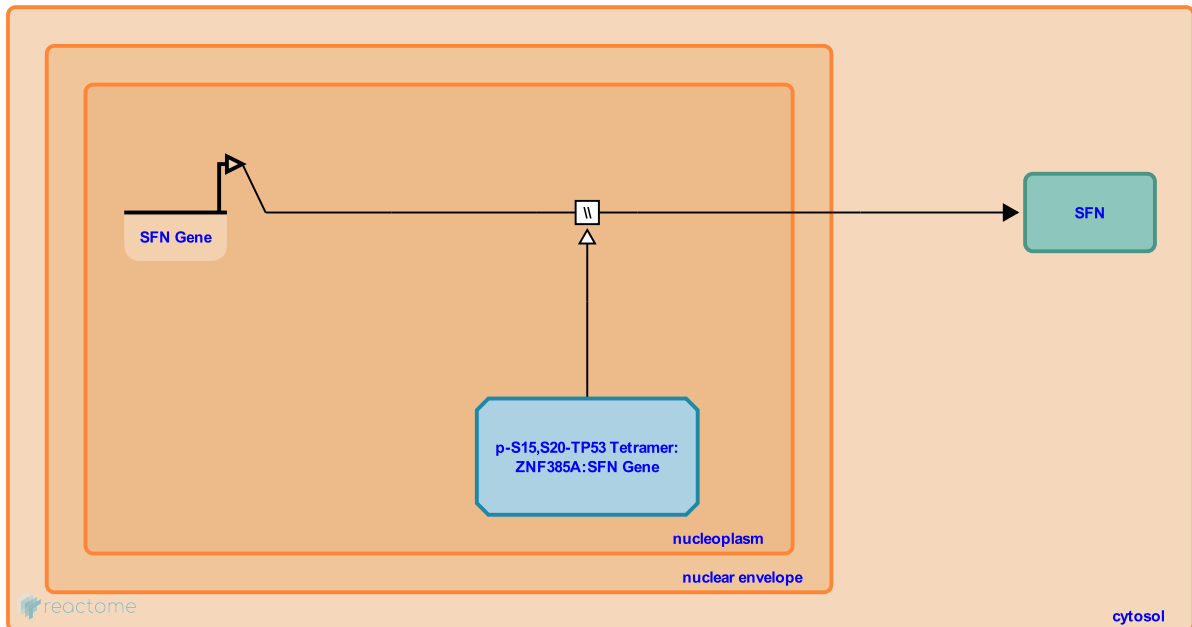 SFN Gene
\\
SFN
p-S15,S20-TP53 Tetramer:
ZNF385A:SFN Gene
nucleoplasm
nuclear envelope
reactome
cytosol